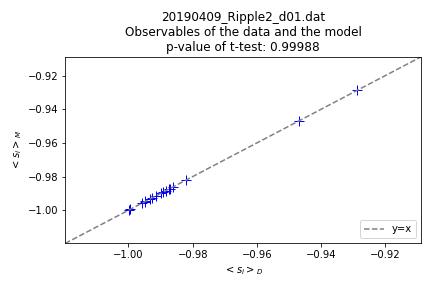 20190409_Ripple2_d01.dat
Observables of the data and the model
p-value of t-test: 0.99988
−0.92
−0.94
−0.96
−0.98
−1.00
< s_i >_M
y=x
−1.00 −0.98 −0.96 −0.94 −0.92
< s_i >_D